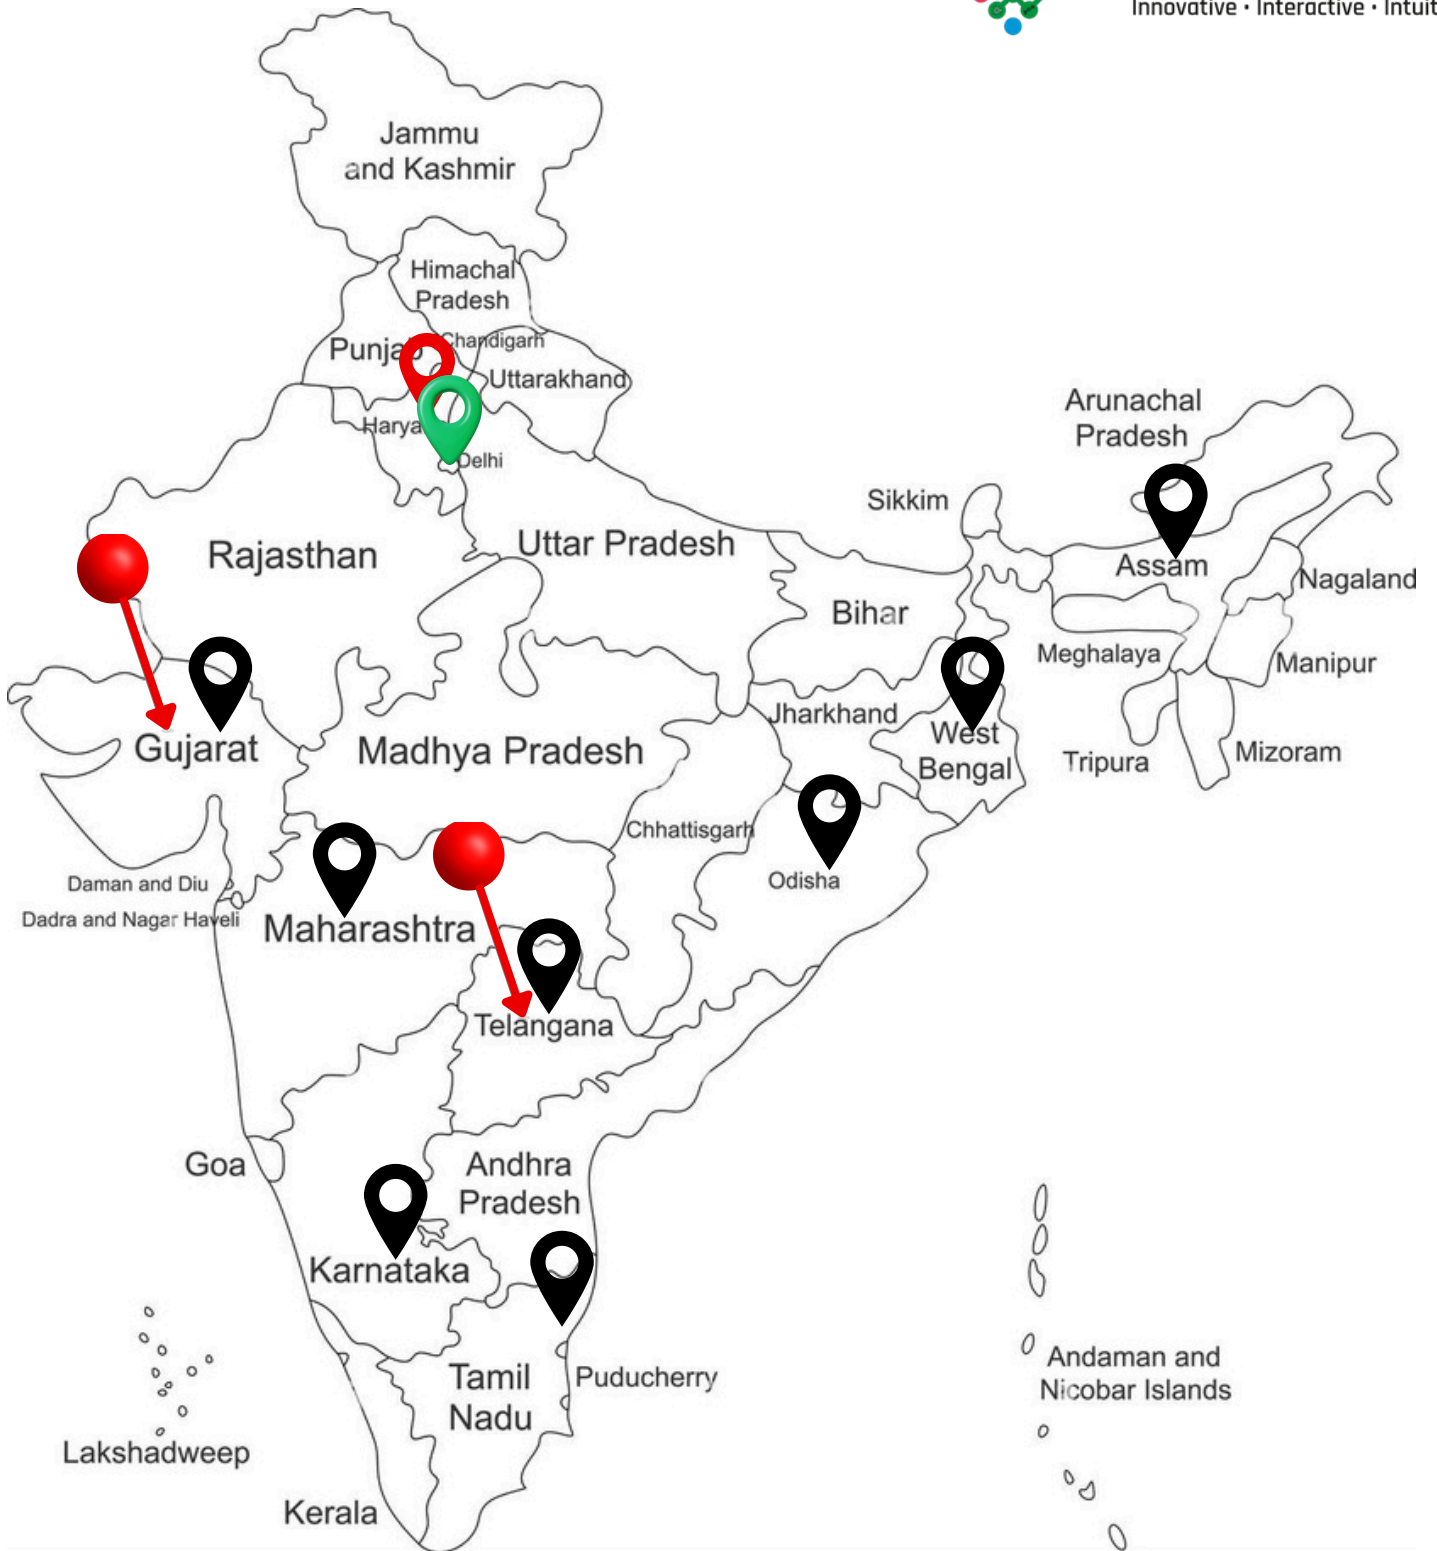 Innovative · Interactive · Intuit
Jammu
and Kashmir
Himachal
Pradesh
Chandigarh
Punjab
Uttarakhand
Harya
Delhi
Arunachal
Pradesh
Sikkim
Rajasthan
Uttar Pradesh
Assam
Nagaland
Bihar
Meghalaya
Manipur
Jharkhand
West
Bengal
Gujarat
Madhya Pradesh
Tripura
Mizoram
Chhattisgarh
Odisha
Daman and Diu
Dadra and Nagar Haveli
Maharashtra
Telangana
Goa
Andhra
Pradesh
Karnataka
Tamil
Nadu
Puducherry
Andaman and
Nicobar Islands
Lakshadweep
Kerala